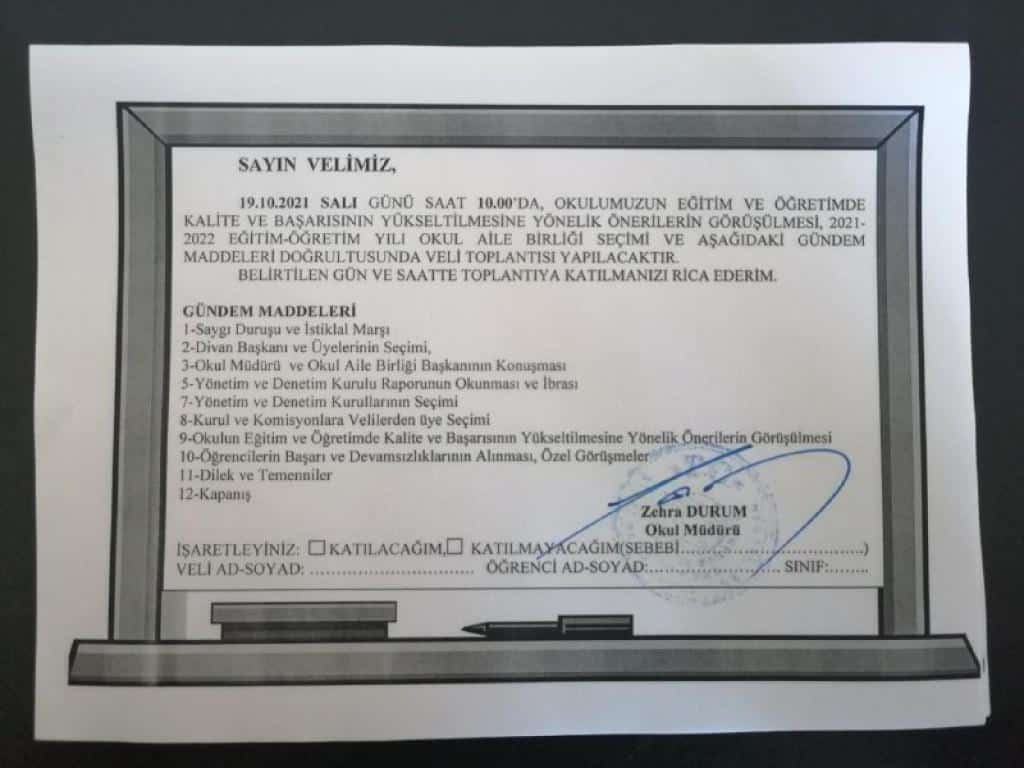 SAYIN VELİMİZ,
19.10.2021 SALI GÜNÜ SAAT 10.00'DA, OKULUMUZUN EĞİTİM VE ÖĞRETİMDE
KALİTE VE BAŞARISININ YÜKSELTİLMESİNE YÖNELİK ÖNERİLERİN GÖRÜŞÜLMESİ, 2021-
2022 EĞİTİM-ÖĞRETİM YILI OKUL AİLE BİRLİĞİ SEÇİMİ VE AŞAĞIDAKİ GÜNDEM
MADDELERİ DOĞRULTUSUNDA VELİ TOPLANTISI YAPILACAKTIR.
BELİRTİLEN GÜN VE SAATTE TOPLANTIYA KATILMANIZI RİCA EDERİM.
GÜNDEM MADDELERİ
1-Saygı Duruşu ve İstiklal Marşı
2-Divan Başkanı ve Üyelerinin Seçimi,
3-Okul Müdürü ve Okul Aile Birliği Başkanının Konuşması
5-Yönetim ve Denetim Kurulu Raporunun Okunması ve İbrası
7-Yönetim ve Denetim Kurullarının Seçimi
8-Kurul ve Komisyonlara Velilerden üye Seçimi
9-Okulun Eğitim ve Öğretimde Kalite ve Başarısının Yükseltilmesine Yönelik Önerilerin Görüşülmesi
10-Öğrencilerin Başarı ve Devamsızlıklarının Alınması, Özel Görüşmeler
11-Dilek ve Temenniler
12-Kapanış
Zehra DURUM
Okul Müdürü
İŞARETLEYİNİZ: ☐KATILACAĞIM,☐ KATILMAYACAĞIM(SEBEBİ..................................)
VELİ AD-SOYAD: .............................. ÖĞRENCİ AD-SOYAD:........................ SINIF:........